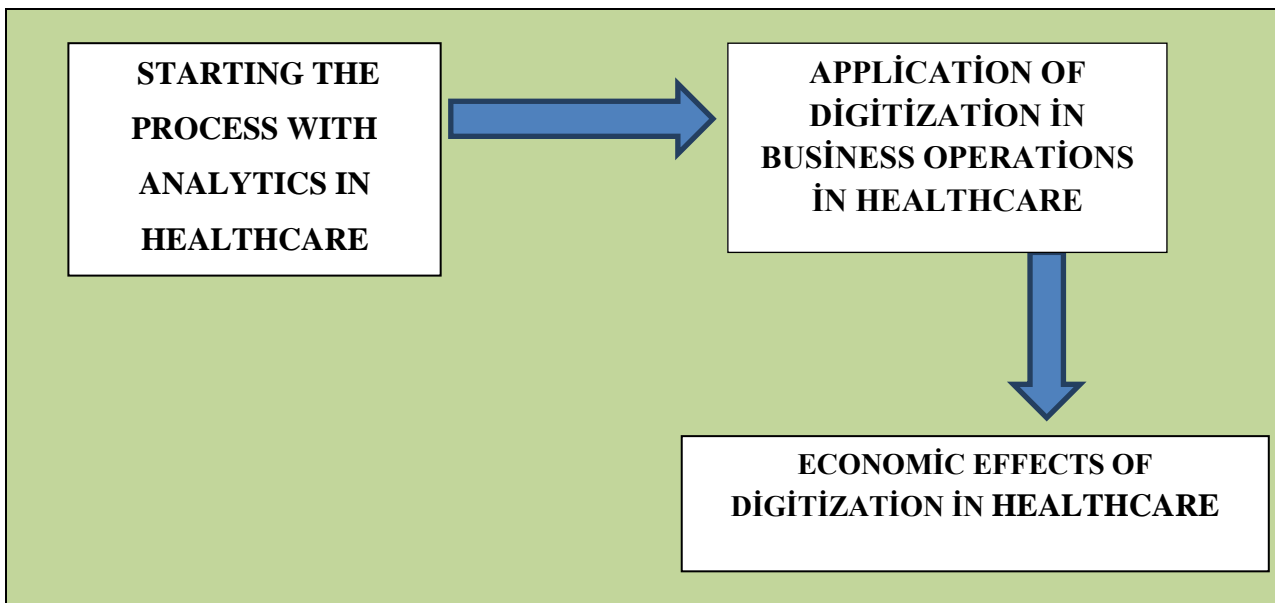 STARTING THE
PROCESS WITH
ANALYTICS IN
HEALTHCARE
APPLİCATİON OF
DİGİTİZATİON İN
BUSİNESS OPERATİONS
İN HEALTHCARE
ECONOMİC EFFECTS OF
DİGİTİZATİON İN HEALTHCARE